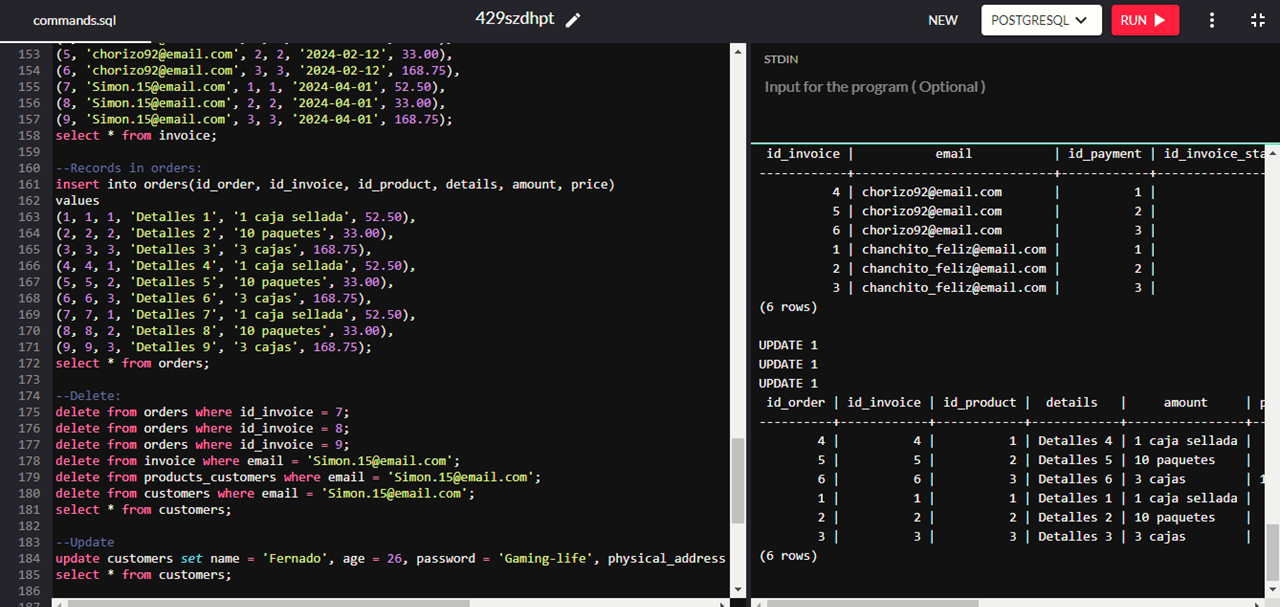 commands.sql
429szdhpt
NEW
POSTGRESQL
RUN
153 (5, 'chorizo92@email.com', 2, 2, '2024-02-12', 33.00),
154 (6, 'chorizo92@email.com', 3, 3, '2024-02-12', 168.75),
155 (7, 'Simon.15@email.com', 1, 1, '2024-04-01', 52.50),
156 (8, 'Simon.15@email.com', 2, 2, '2024-04-01', 33.00),
157 (9, 'Simon.15@email.com', 3, 3, '2024-04-01', 168.75);
158 select * from invoice;
159
160 --Records in orders:
161 insert into orders(id_order, id_invoice, id_product, details, amount, price)
162 values
163 (1, 1, 1, 'Detalles 1', '1 caja sellada', 52.50),
164 (2, 2, 2, 'Detalles 2', '10 paquetes', 33.00),
165 (3, 3, 3, 'Detalles 3', '3 cajas', 168.75),
166 (4, 4, 1, 'Detalles 4', '1 caja sellada', 52.50),
167 (5, 5, 2, 'Detalles 5', '10 paquetes', 33.00),
168 (6, 6, 3, 'Detalles 6', '3 cajas', 168.75),
169 (7, 7, 1, 'Detalles 7', '1 caja sellada', 52.50),
170 (8, 8, 2, 'Detalles 8', '10 paquetes', 33.00),
171 (9, 9, 3, 'Detalles 9', '3 cajas', 168.75);
172 select * from orders;
173
174 --Delete:
175 delete from orders where id_invoice = 7;
176 delete from orders where id_invoice = 8;
177 delete from orders where id_invoice = 9;
178 delete from invoice where email = 'Simon.15@email.com';
179 delete from products_customers where email = 'Simon.15@email.com';
180 delete from customers where email = 'Simon.15@email.com';
181 select * from customers;
182
183 --Update
184 update customers set name = 'Fernado', age = 26, password = 'Gaming-life', physical_address
185 select * from customers;
186
STDIN
Input for the program ( Optional )
id_invoice | email | id_payment | id_invoice_sta
------------+---------------------------+------------+---------------
4 | chorizo92@email.com | 1 |
5 | chorizo92@email.com | 2 |
6 | chorizo92@email.com | 3 |
1 | chanchito_feliz@email.com | 1 |
2 | chanchito_feliz@email.com | 2 |
3 | chanchito_feliz@email.com | 3 |
(6 rows)
UPDATE 1
UPDATE 1
UPDATE 1
id_order | id_invoice | id_product | details | amount | p
----------+------------+------------+------------+----------------+--
4 | 4 | 1 | Detalles 4 | 1 caja sellada |
5 | 5 | 2 | Detalles 5 | 10 paquetes |
6 | 6 | 3 | Detalles 6 | 3 cajas | 1
1 | 1 | 1 | Detalles 1 | 1 caja sellada |
2 | 2 | 2 | Detalles 2 | 10 paquetes |
3 | 3 | 3 | Detalles 3 | 3 cajas |
(6 rows)